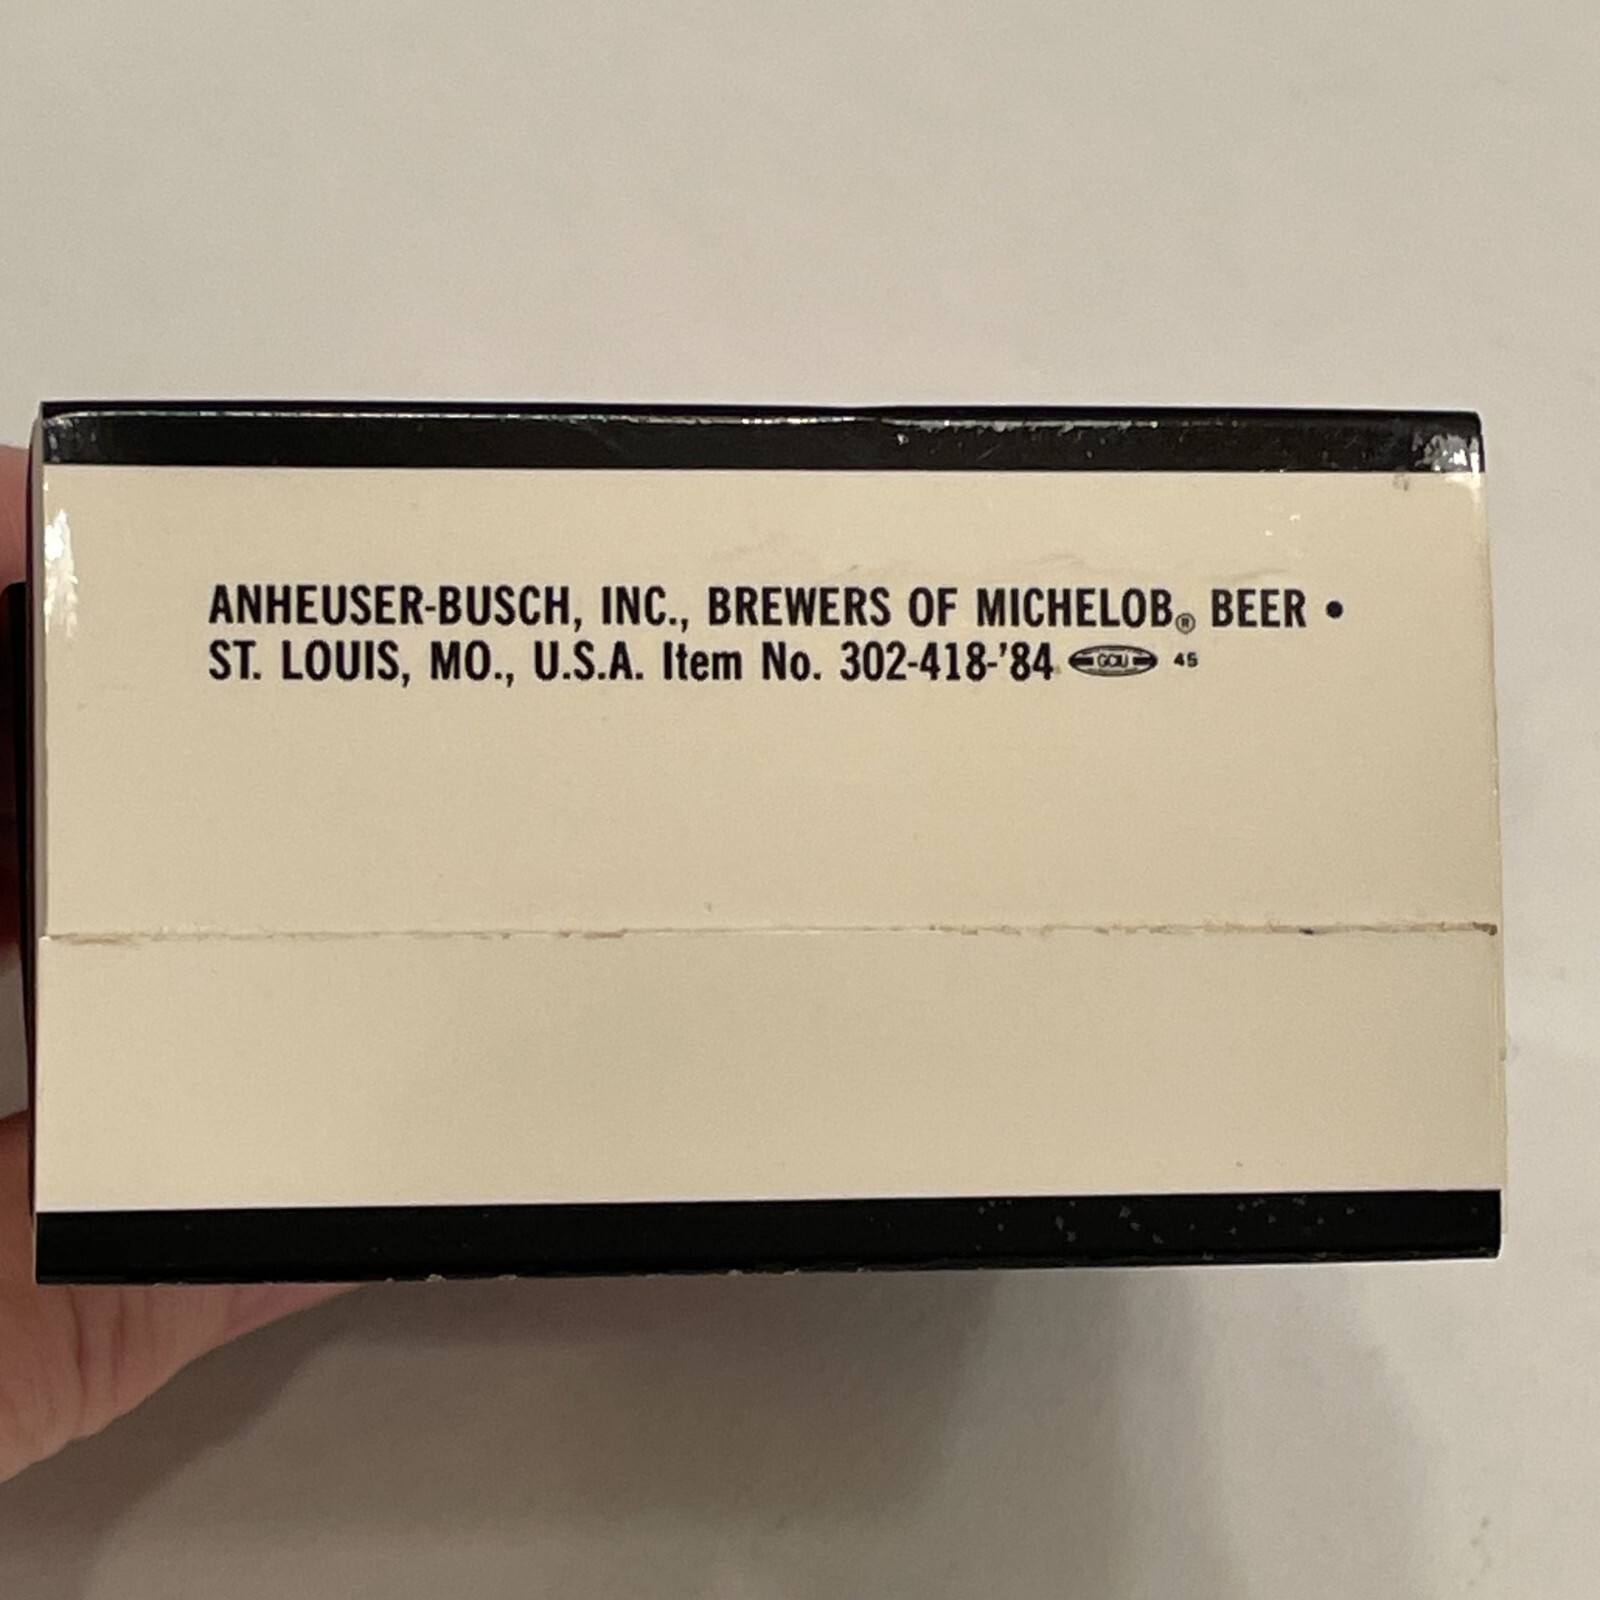 ANHEUSER-BUSCH, INC., BREWERS OF MICHELOB® BEER •
ST. LOUIS, MO., U.S.A. Item No. 302-418-'84 GCIU 45